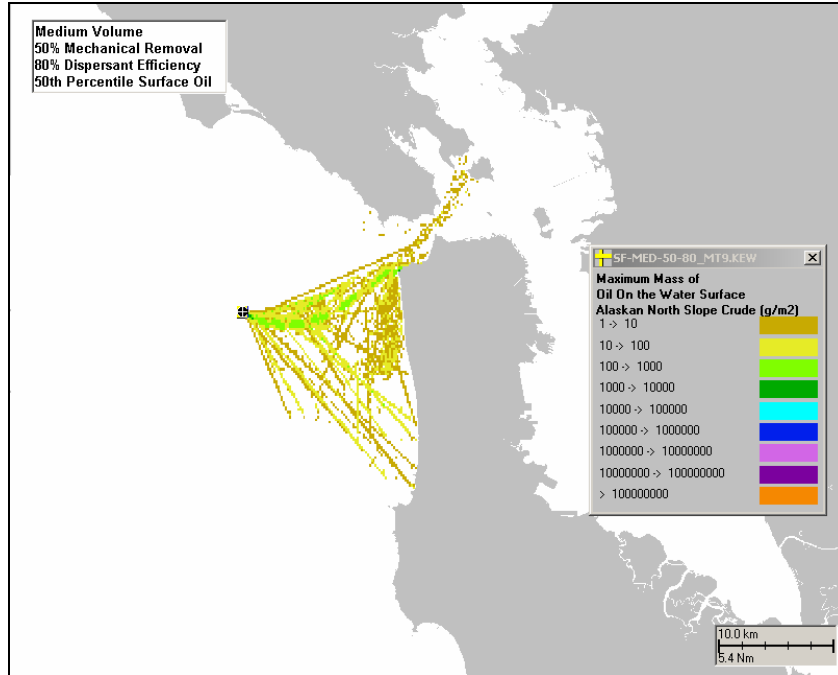 Medium Volume
50% Mechanical Removal
80% Dispersant Efficiency
50th Percentile Surface Oil
SF-MED-50-80_MT9.KEW
Maximum Mass of
Oil On the Water Surface
Alaskan North Slope Crude (g/m2)
1 -> 10
10 -> 100
100 -> 1000
1000 -> 10000
10000 -> 100000
100000 -> 1000000
1000000 -> 10000000
10000000 -> 100000000
> 100000000
10.0 km
5.4 Nm